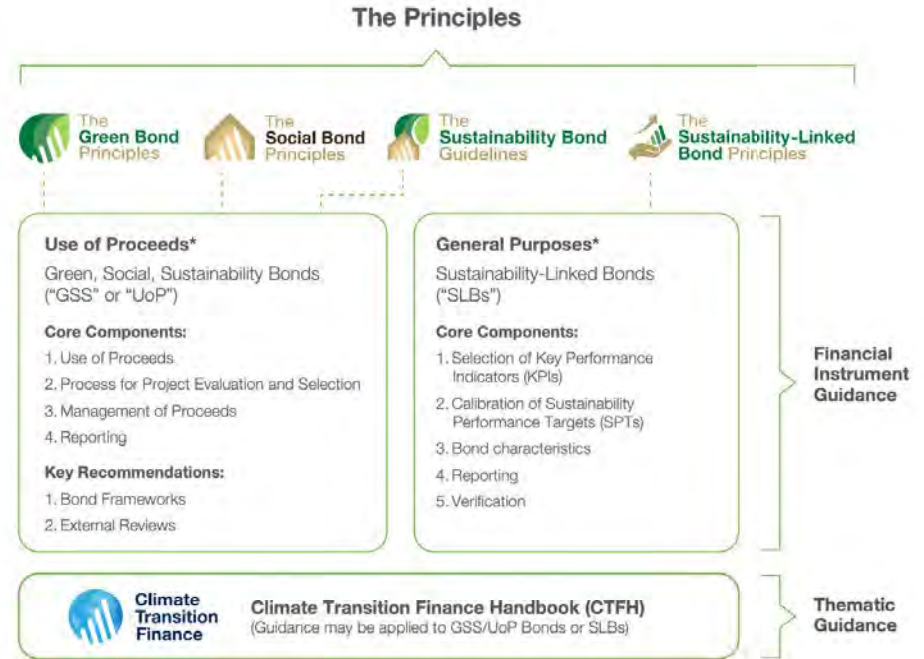 The Principles
The
Green Bond
Principles
The
Social Bond
Principles
The
Sustainability Bond
Guidelines
The
Sustainability-Linked
Bond Principles
Use of Proceeds*
Green, Social, Sustainability Bonds
(“GSS” or “UoP”)
Core Components:
1. Use of Proceeds
2. Process for Project Evaluation and Selection
3. Management of Proceeds
4. Reporting
Key Recommendations:
1. Bond Frameworks
2. External Reviews
General Purposes*
Sustainability-Linked Bonds
(“SLBs”)
Core Components:
1. Selection of Key Performance
Indicators (KPIs)
2. Calibration of Sustainability
Performance Targets (SPTs)
3. Bond characteristics
4. Reporting
5. Verification
Financial
Instrument
Guidance
Climate
Transition
Finance
Climate Transition Finance Handbook (CTFH)
(Guidance may be applied to GSS/UoP Bonds or SLBs)
Thematic
Guidance